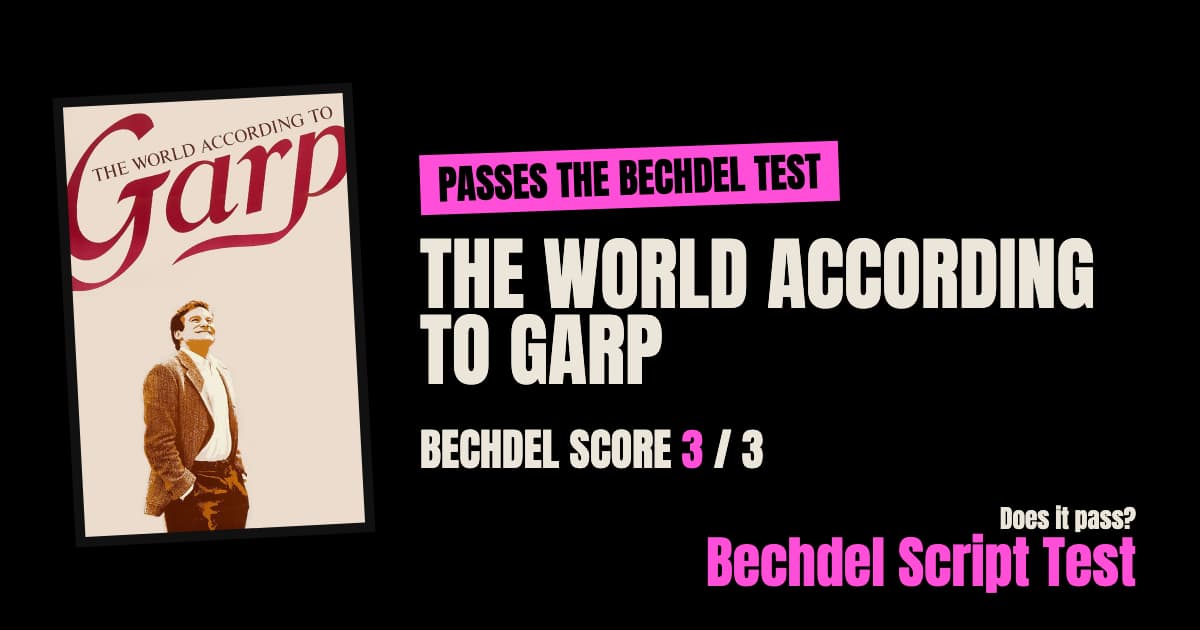 THE WORLD ACCORDING TO
Garp
PASSES THE BECHDEL TEST
THE WORLD ACCORDING
TO GARP
BECHDEL SCORE 3 / 3
Does it pass?
Bechdel Script Test